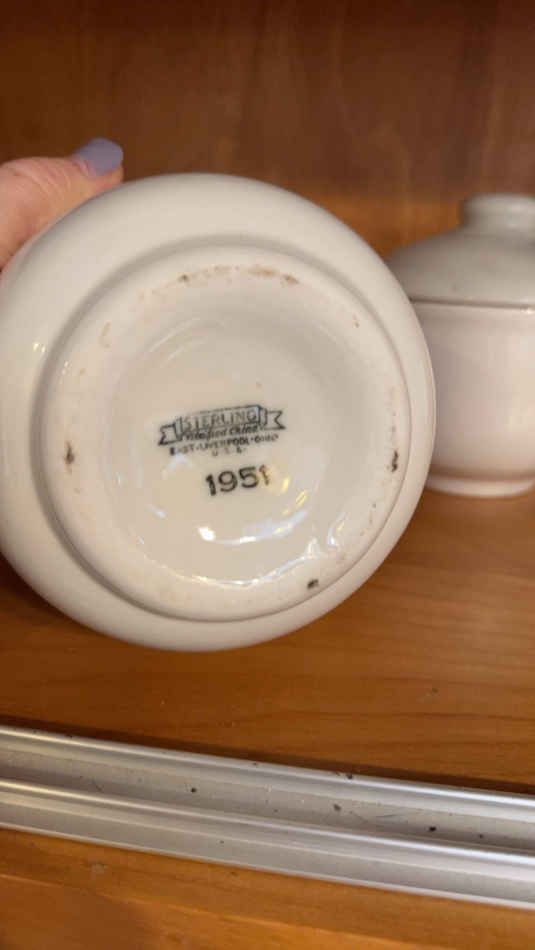 STERLING
Vitrified China
EAST-LIVERPOOL-OHIO
U.S.A.
1951